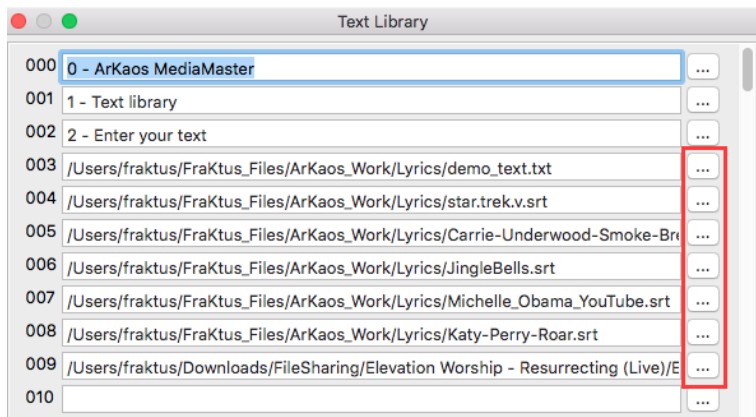 Text Library
000 0 - ArKaos MediaMaster ...
001 1 - Text library ...
002 2 - Enter your text ...
003 /Users/fraktus/FraKtus_Files/ArKaos_Work/Lyrics/demo_text.txt ...
004 /Users/fraktus/FraKtus_Files/ArKaos_Work/Lyrics/star.trek.v.srt ...
005 /Users/fraktus/FraKtus_Files/ArKaos_Work/Lyrics/Carrie-Underwood-Smoke-Bre ...
006 /Users/fraktus/FraKtus_Files/ArKaos_Work/Lyrics/JingleBells.srt ...
007 /Users/fraktus/FraKtus_Files/ArKaos_Work/Lyrics/Michelle_Obama_YouTube.srt ...
008 /Users/fraktus/FraKtus_Files/ArKaos_Work/Lyrics/Katy-Perry-Roar.srt ...
009 /Users/fraktus/Downloads/FileSharing/Elevation Worship - Resurrecting (Live)/E ...
010 ...